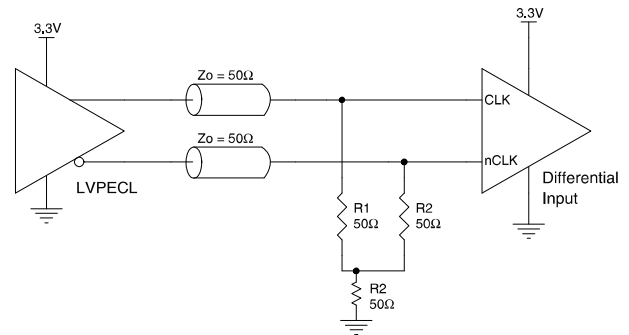 3.3V
3.3V
Zo = 50Ω
CLK
Zo = 50Ω
nCLK
LVPECL
Differential
Input
R1
50Ω
R2
50Ω
R2
50Ω